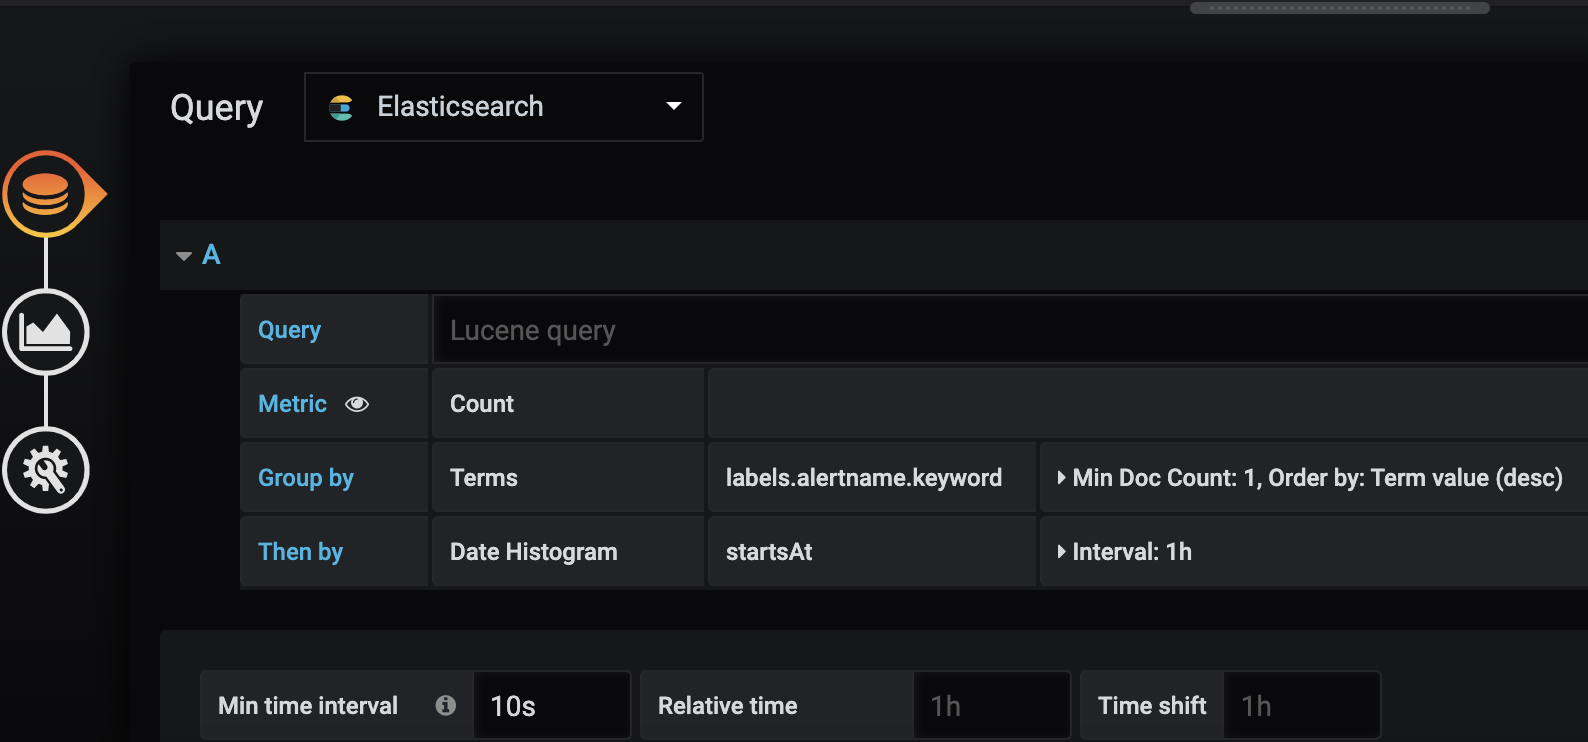 Query Elasticsearch
A
Query Lucene query
Metric Count
Group by Terms labels.alertname.keyword Min Doc Count: 1, Order by: Term value (desc)
Then by Date Histogram startsAt Interval: 1h
Min time interval 10s Relative time 1h Time shift 1h